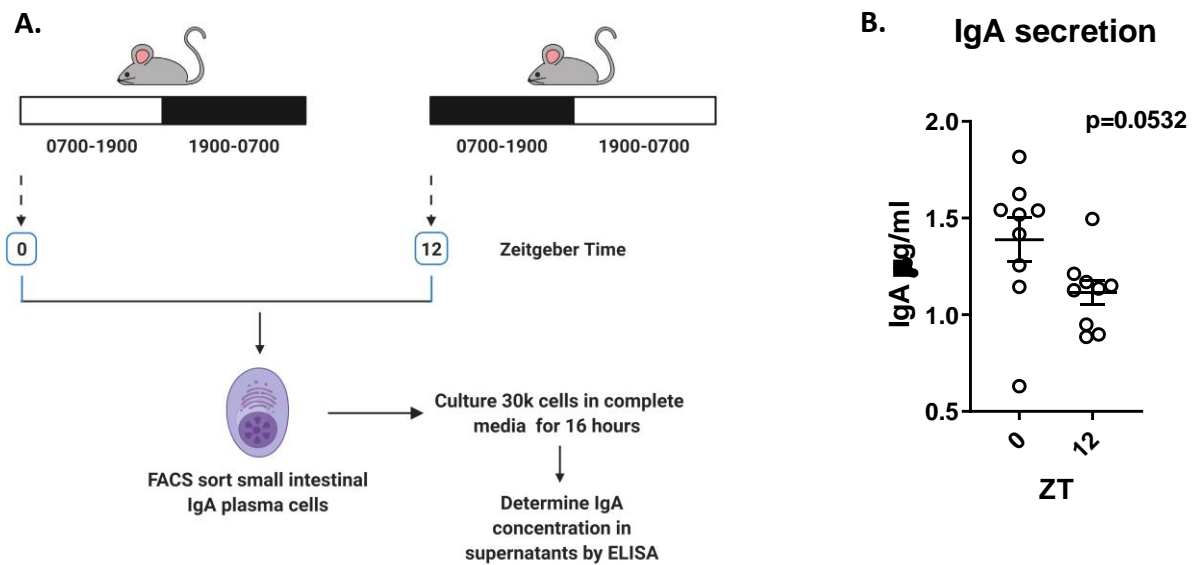 A.
0700-1900 1900-0700
0700-1900 1900-0700
0
12
Zeitgeber Time
FACS sort small intestinal
IgA plasma cells
Culture 30k cells in complete
media for 16 hours
Determine IgA
concentration in
supernatants by ELISA
B.
IgA secretion
p=0.0532
IgA g/ml
2.0
1.5
1.0
0.5
0
12
ZT